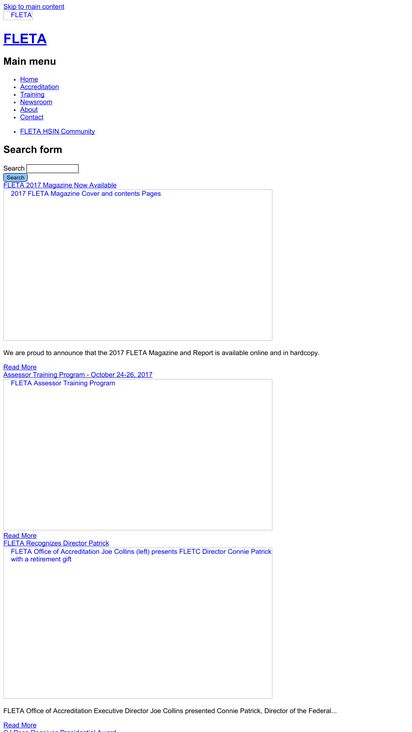 Skip to main content
FLETA
FLETA
Main menu
Home
Accreditation
Training
Newsroom
About
Contact
FLETA HSIN Community
Search form
Search
Search
FLETA 2017 Magazine Now Available
2017 FLETA Magazine Cover and contents Pages
We are proud to announce that the 2017 FLETA Magazine and Report is available online and in hardcopy.
Read More
Assessor Training Program - October 24-26, 2017
FLETA Assessor Training Program
Read More
FLETA Recognizes Director Patrick
FLETA Office of Accreditation Joe Collins (left) presents FLETC Director Connie Patrick
with a retirement gift
FLETA Office of Accreditation Executive Director Joe Collins presented Connie Patrick, Director of the Federal...
Read More